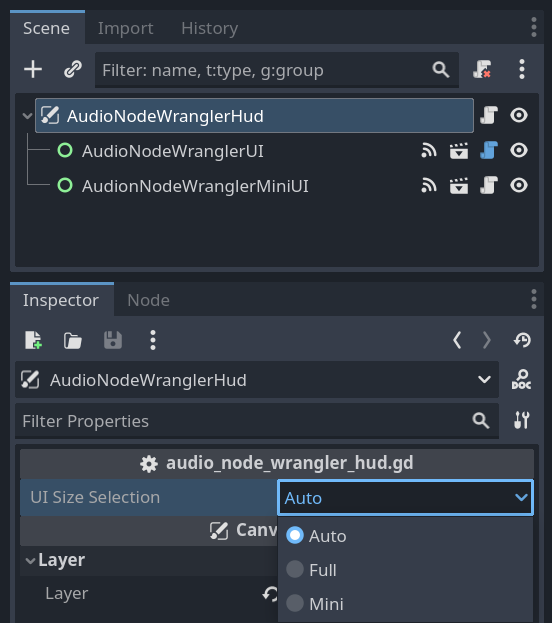 Scene Import History
Filter: name, t:type, g:group
AudioNodeWranglerHud
AudioNodeWranglerUI
AudionNodeWranglerMiniUI
Inspector Node
AudioNodeWranglerHud
DOC
Filter Properties
audio_node_wrangler_hud.gd
UI Size Selection Auto
Auto
Canv
Full
Layer
Layer
Mini